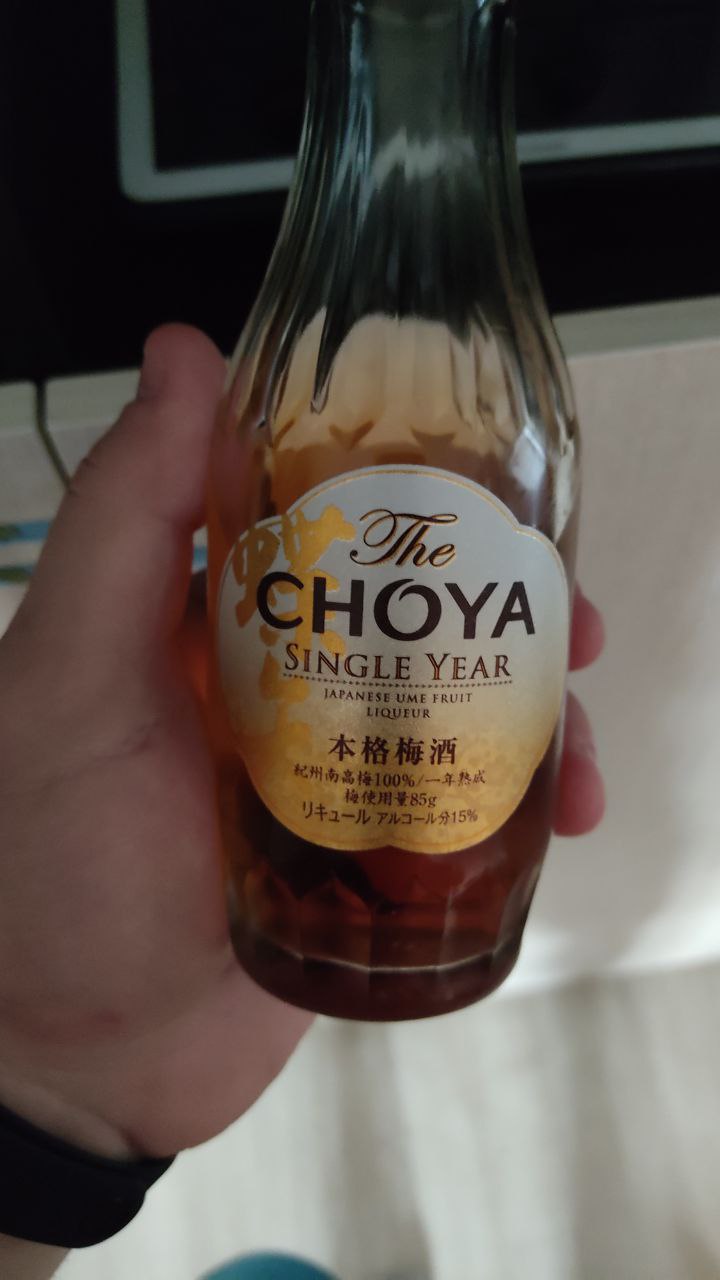 The
CHOYA
SINGLE YEAR
JAPANESE UME FRUIT
LIQUEUR
本格梅酒
紀州南高梅100%/一年熟成
梅使用量85g
リキュール アルコール分15%
蝶